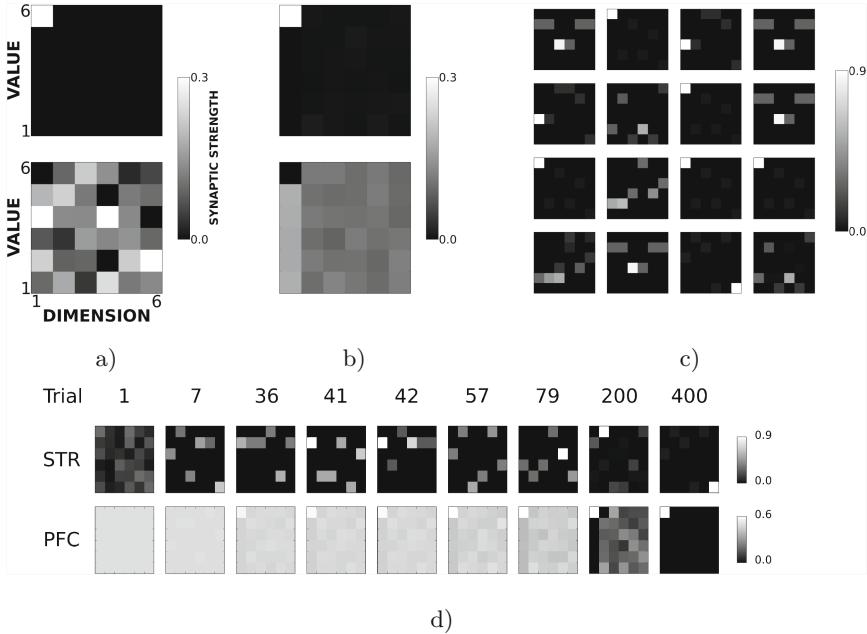 6
VALUE
1
0.3
SYNAPTIC STRENGTH
0.0
6
VALUE
1
1
6
DIMENSION
0.3
0.0
0.9
0.0
a)
b)
c)
Trial 1 7 36 41 42 57 79 200 400
STR
0.9
0.0
PFC
0.6
0.0
d)